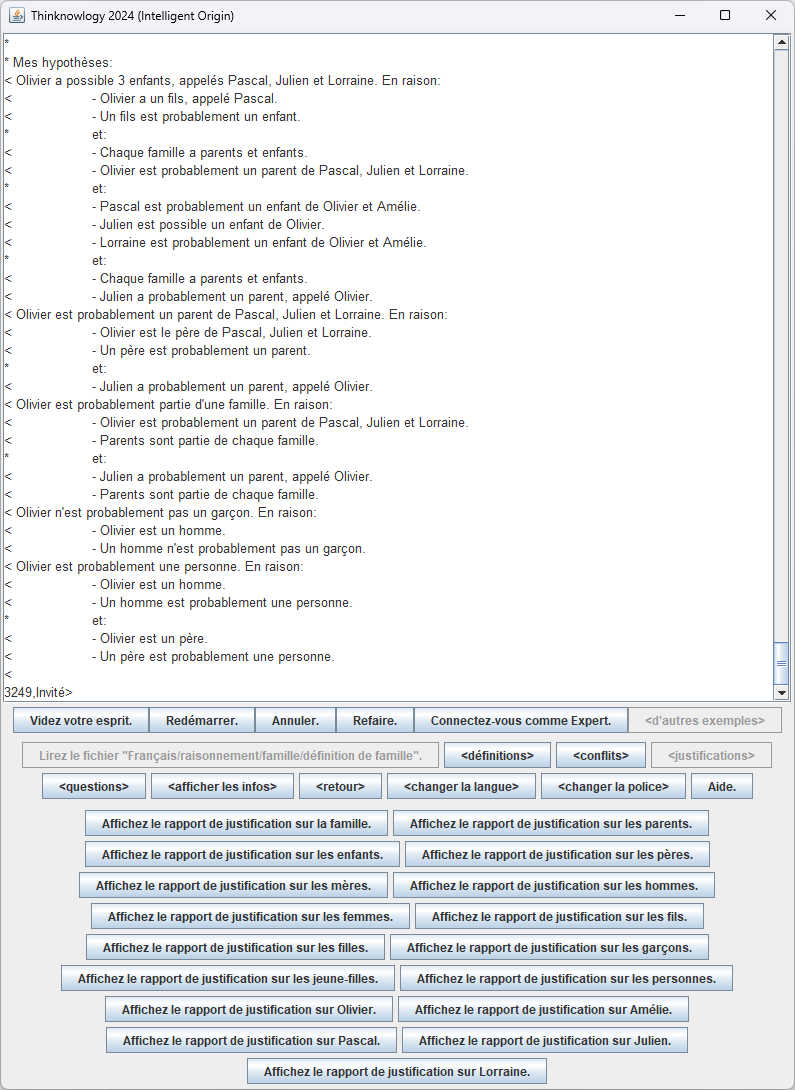 Thinknowlogy 2024 (Intelligent Origin)
*
* Mes hypothèses:
< Olivier a possible 3 enfants, appelés Pascal, Julien et Lorraine. En raison:
< - Olivier a un fils, appelé Pascal.
< - Un fils est probablement un enfant.
* et:
< - Chaque famille a parents et enfants.
< - Olivier est probablement un parent de Pascal, Julien et Lorraine.
* et:
< - Pascal est probablement un enfant de Olivier et Amélie.
< - Julien est possible un enfant de Olivier.
< - Lorraine est probablement un enfant de Olivier et Amélie.
* et:
< - Chaque famille a parents et enfants.
< - Julien a probablement un parent, appelé Olivier.
< Olivier est probablement un parent de Pascal, Julien et Lorraine. En raison:
< - Olivier est le père de Pascal, Julien et Lorraine.
< - Un père est probablement un parent.
* et:
< - Julien a probablement un parent, appelé Olivier.
< Olivier est probablement partie d'une famille. En raison:
< - Olivier est probablement un parent de Pascal, Julien et Lorraine.
< - Parents sont partie de chaque famille.
* et:
< - Julien a probablement un parent, appelé Olivier.
< - Parents sont partie de chaque famille.
< Olivier n'est probablement pas un garçon. En raison:
< - Olivier est un homme.
< - Un homme n'est probablement pas un garçon.
< Olivier est probablement une personne. En raison:
< - Olivier est un homme.
< - Un homme est probablement une personne.
* et:
< - Olivier est un père.
< - Un père est probablement une personne.
<
3249,Invité>
Videz votre esprit. Redémarrer. Annuler. Refaire. Connectez-vous comme Expert. <d'autres exemples>
Lirez le fichier "Français/raisonnement/famille/définition de famille". <définitions> <conflits> <justifications>
<questions> <afficher les infos> <retour> <changer la langue> <changer la police> Aide.
Affichez le rapport de justification sur la famille. Affichez le rapport de justification sur les parents.
Affichez le rapport de justification sur les enfants. Affichez le rapport de justification sur les pères.
Affichez le rapport de justification sur les mères. Affichez le rapport de justification sur les hommes.
Affichez le rapport de justification sur les femmes. Affichez le rapport de justification sur les fils.
Affichez le rapport de justification sur les filles. Affichez le rapport de justification sur les garçons.
Affichez le rapport de justification sur les jeune-filles. Affichez le rapport de justification sur les personnes.
Affichez le rapport de justification sur Olivier. Affichez le rapport de justification sur Amélie.
Affichez le rapport de justification sur Pascal. Affichez le rapport de justification sur Julien.
Affichez le rapport de justification sur Lorraine.